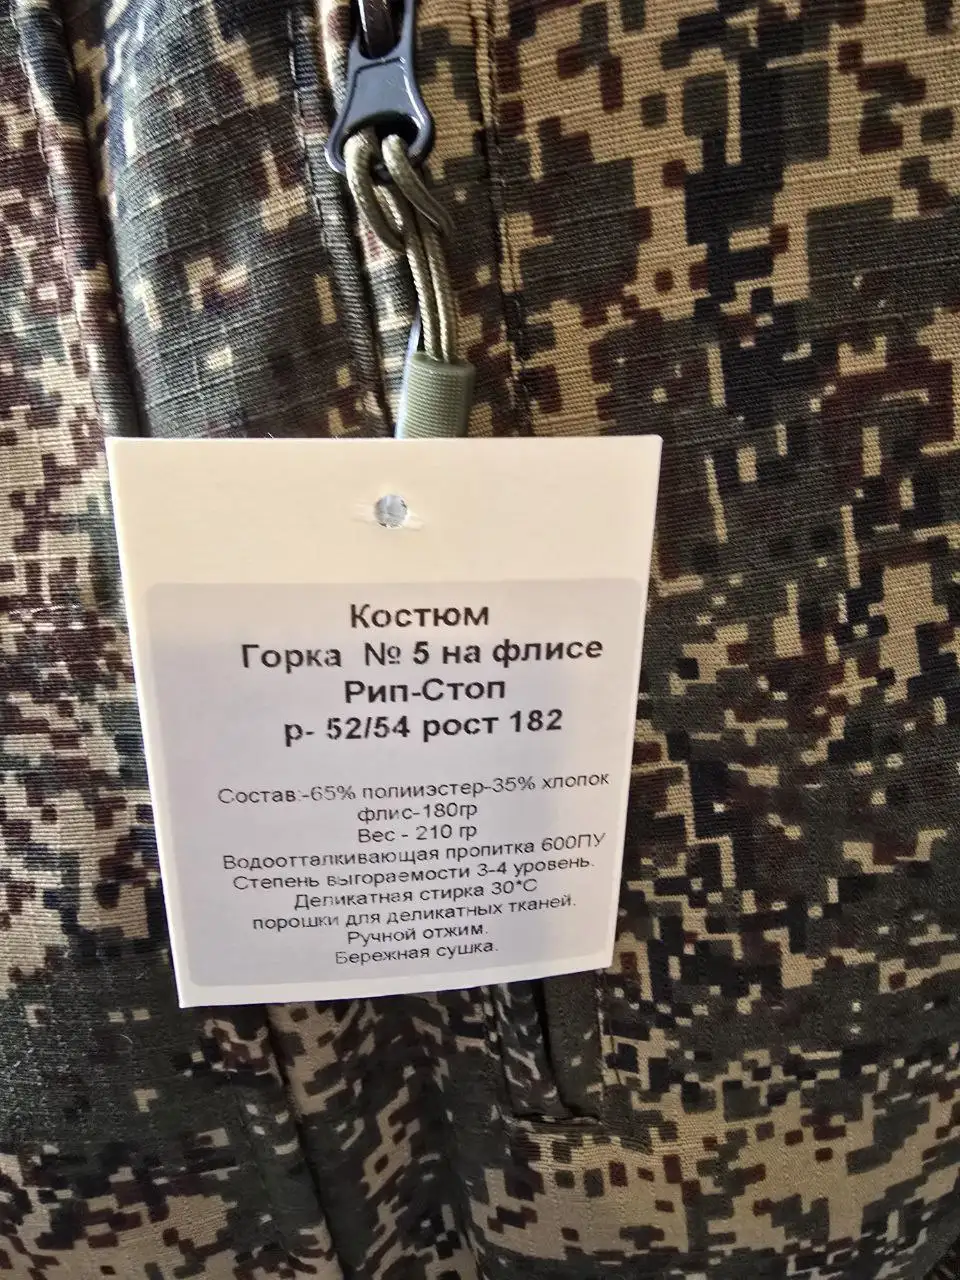 Костюм
Горка № 5 на флисе
Рип-Стоп
р- 52/54 рост 182
Состав:-65% полииэстер-35% хлопок
флис-180гр
Вес - 210 гр
Водоотталкивающая пропитка 600ПУ
Степень выгораемости 3-4 уровень.
Деликатная стирка 30*С
порошки для деликатных тканей.
Ручной отжим.
Бережная сушка.